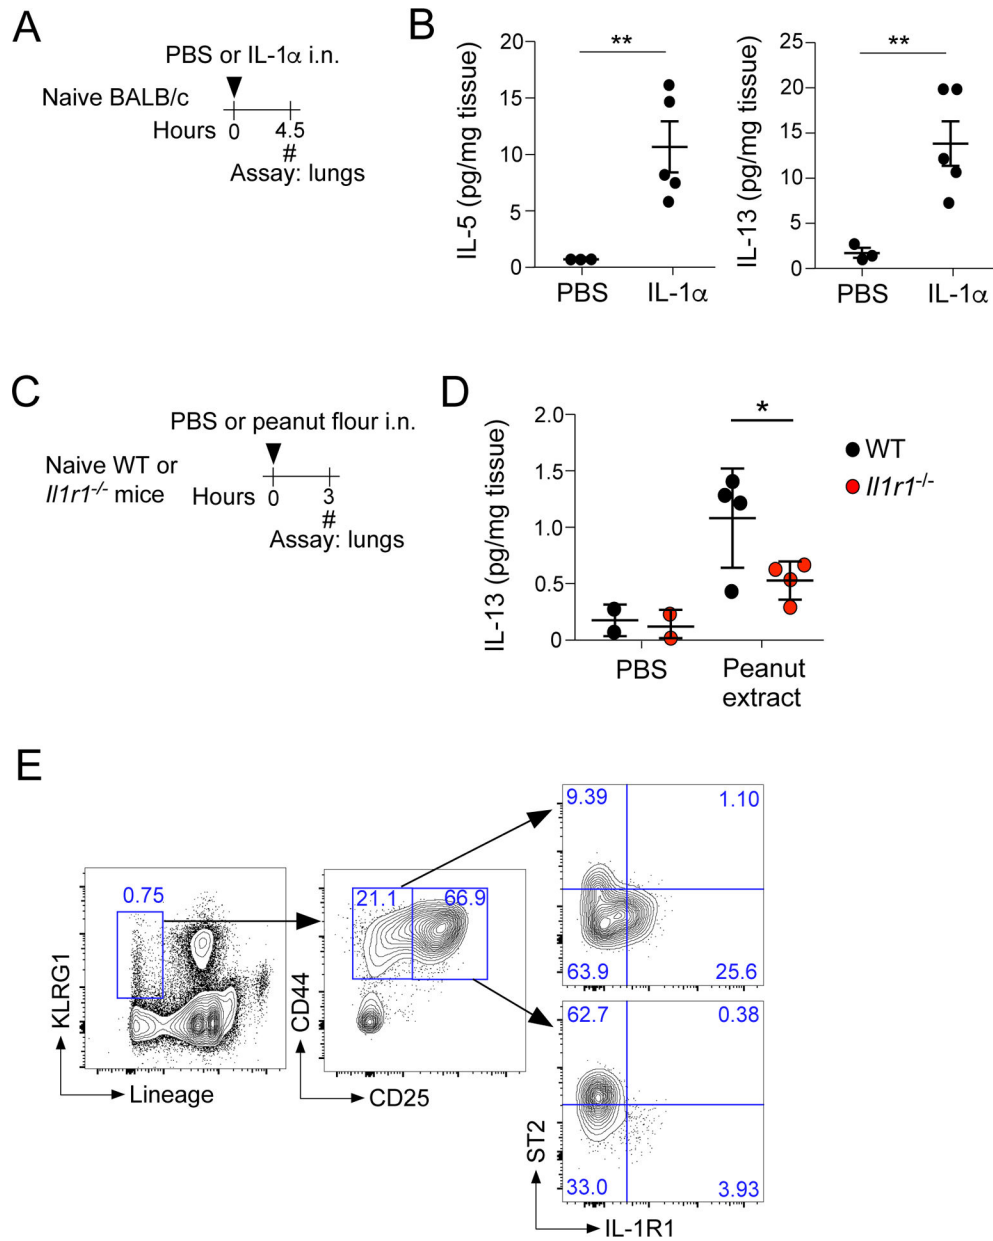 A
PBS or IL-1α i.n.
Naive BALB/c
Hours 0 4.5
#
Assay: lungs
B
IL-5 (pg/mg tissue)
20
15
10
5
0
**
PBS IL-1α
IL-13 (pg/mg tissue)
25
20
15
10
5
0
**
PBS IL-1α
C
PBS or peanut flour i.n.
Naive WT or
Il1r1-/- mice
Hours 0 3
#
Assay: lungs
D
IL-13 (pg/mg tissue)
2.0
1.5
1.0
0.5
0
*
PBS Peanut
extract
WT
Il1r1-/-
E
KLRG1
0.75
Lineage
CD44
21.1 66.9
CD25
9.39 1.10
63.9 25.6
ST2
62.7 0.38
33.0 3.93
IL-1R1